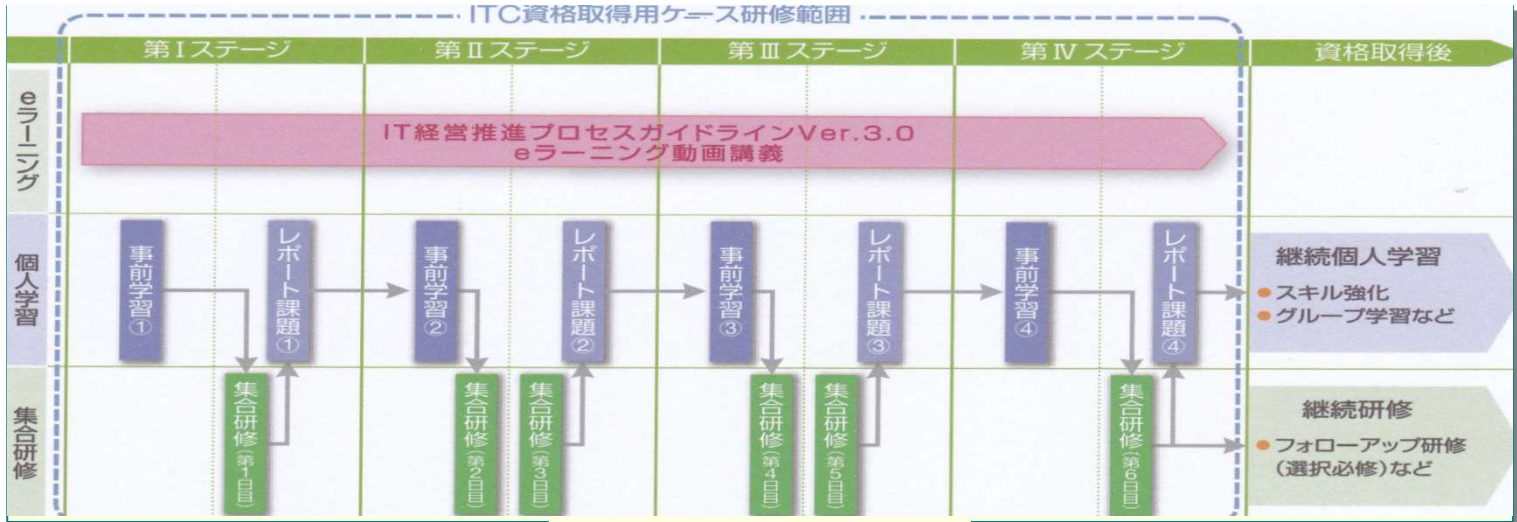 ITC資格取得用ケース研修範囲
第Ⅰステージ
第Ⅱステージ
第Ⅲステージ
第Ⅳステージ
資格取得後
eラーニング
IT経営推進プロセスガイドラインVer.3.0
eラーニング動画講義
個人学習
事前学習①
レポート課題①
事前学習②
レポート課題②
事前学習③
レポート課題③
事前学習④
レポート課題④
継続個人学習
●スキル強化
●グループ学習など
集合研修
集合研修(第1日目)
集合研修(第2日目)
集合研修(第3日目)
集合研修(第4日目)
集合研修(第5日目)
集合研修(第6日目)
継続研修
●フォローアップ研修
(選択必修)など